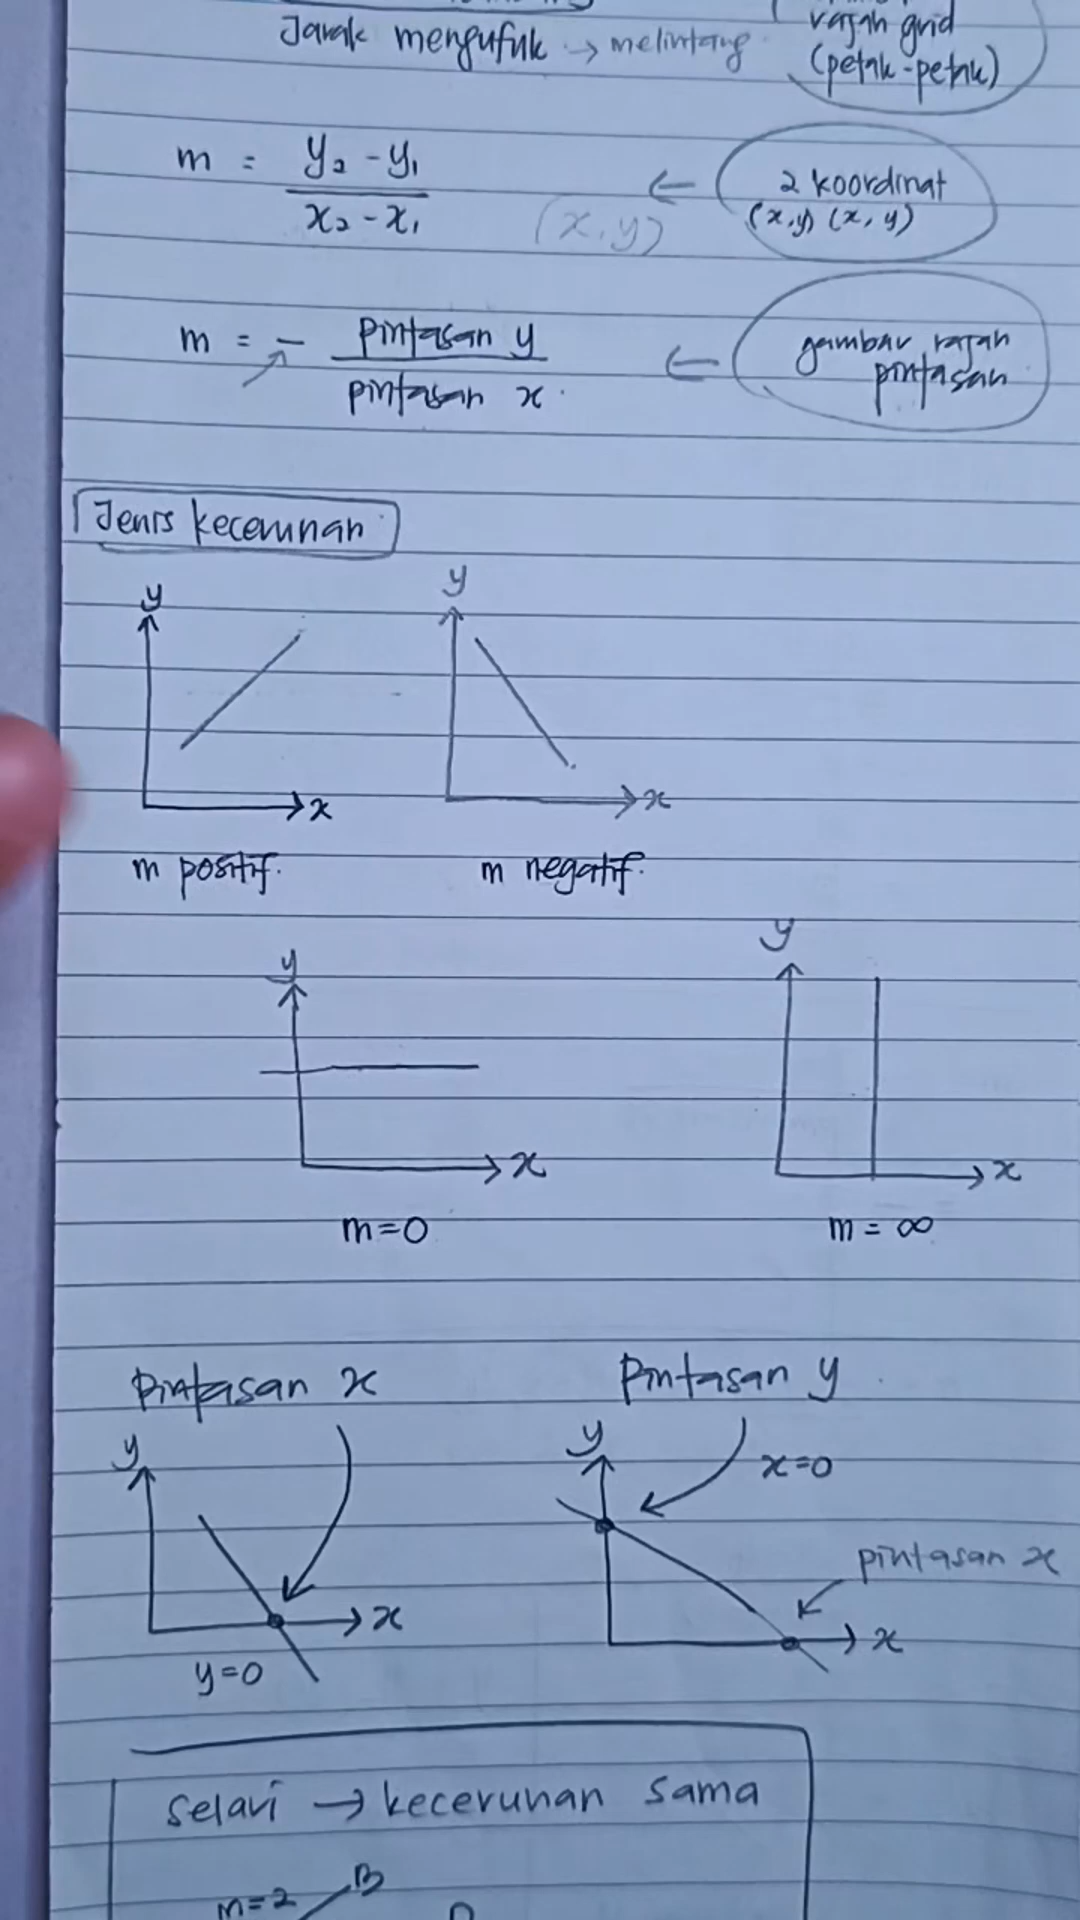 Jarak mengufuk → melintang
rajah grid
(petak-petak)
m = y₂ - y₁
x₂ - x₁
(x,y)
←
2 koordinat
(x,y) (x, y)
m = - pintasan y
pintasan x
←
gambar rajah
pintasan
Jenis kecerunan
y
x
m positif.
y
x
m negatif.
y
x
m=0
y
x
m = ∞
pintasan x
y
x
y=0
pintasan y
y
x=0
pintasan x
x
selari → kecerunan sama
m=2
B